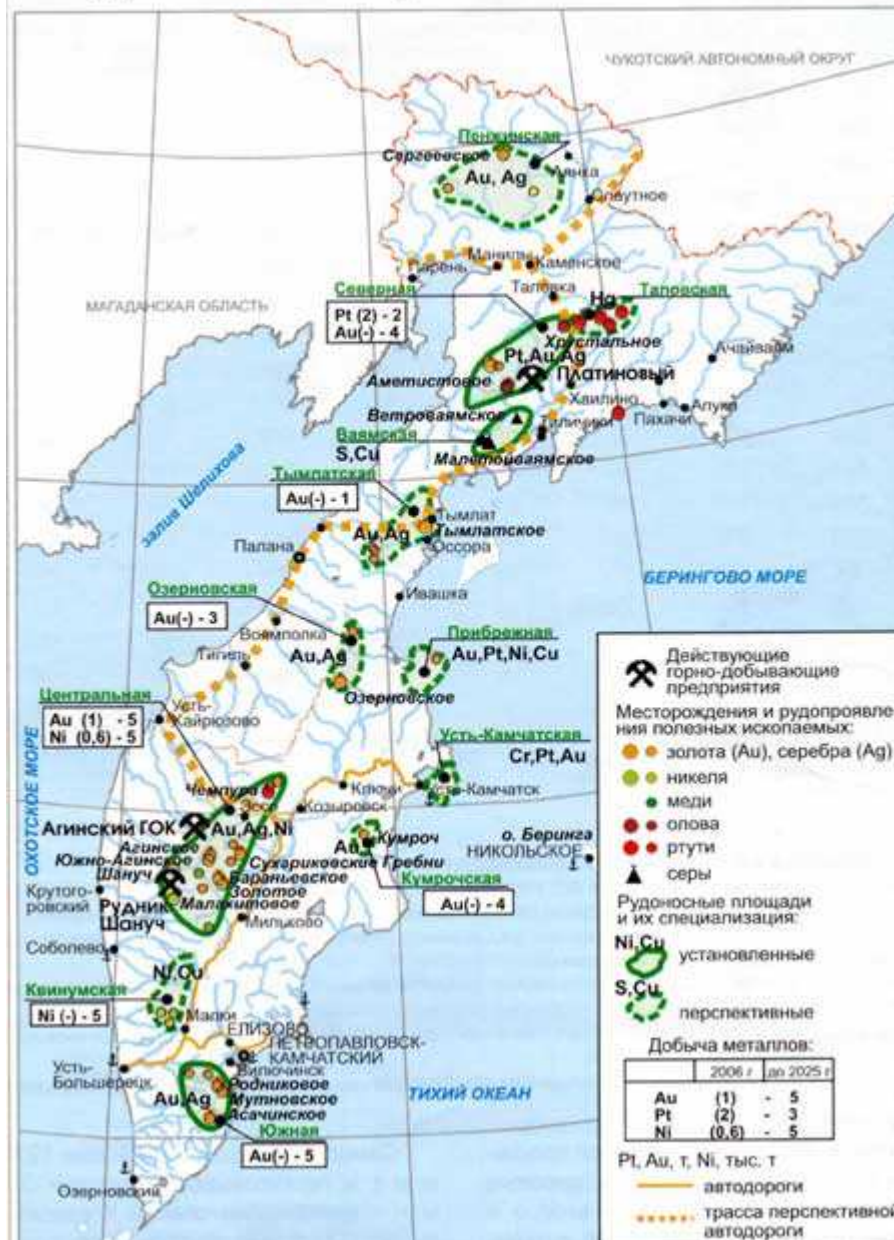 ЧУКОТСКИЙ АВТОНОМНЫЙ ОКРУГ
Пенжинская
Сергеевское
Аянка
Au, Ag
Слаутное
Манилы
Каменское
Парень
Таловка
МАГАДАНСКАЯ ОБЛАСТЬ
Северная
Pt (2) - 2
Au(-) - 4
Hg
Хрустальное
Pt,Au,Ag
Ачайваям
Аметистовое
Платиновый
Хаилино
Апука
Пахачи
Ветроваямское
Тиличики
Ваямская
S,Cu
Малетойваямское
Тымлатская
Au(-) - 1
залив Шелихова
Тымлат
Тымлатское
Au,Ag
Оссора
Палана
БЕРИНГОВО МОРЕ
Озерновская
Ивашка
Au(-) - 3
Воямполка
Прибрежная
Au,Ag
Au,Pt,Ni,Cu
Тигиль
Озерновское
Центральная
Усть-
Хайрюзово
Au (1) - 5
Ni (0,6) - 5
Усть-Камчатская
Cr,Pt,Au
ОХОТСКОЕ МОРЕ
Чемпура
Эссо
Ключи
Усть-Камчатск
Козыревск
Агинский ГОК
Au,Ag,Ni
Агинское
Кумроч
о. Беринга
НИКОЛЬСКОЕ
Южно-Агинское
Сухариковские Гребни
Шануч
Бараньевское
Кумрочская
Золотое
Au(-) - 4
Крутого-
ровский
Рудник
Шануч
Малахитовое
Мильково
Соболево
Ni,Cu
Квинумская
Ni (-) - 5
Малки
ЕЛИЗОВО
ПЕТРОПАВЛОВСК-
КАМЧАТСКИЙ
Усть-
Большерецк
Вилючинск
Au,Ag
Родниковое
Мутновское
Асачинское
ТИХИЙ ОКЕАН
Южная
Au(-) - 5
Озерновский
Действующие
горно-добывающие
предприятия
Месторождения и рудопроявле-
ния полезных ископаемых:
золота (Au), серебра (Ag)
никеля
меди
олова
ртути
серы
Рудоносные площади
и их специализация:
Ni,Cu
установленные
S,Cu
перспективные
Добыча металлов:
2006 г до 2025 г
Au (1) - 5
Pt (2) - 3
Ni (0,6) - 5
Pt, Au, т, Ni, тыс. т
автодороги
трасса перспективной
автодороги